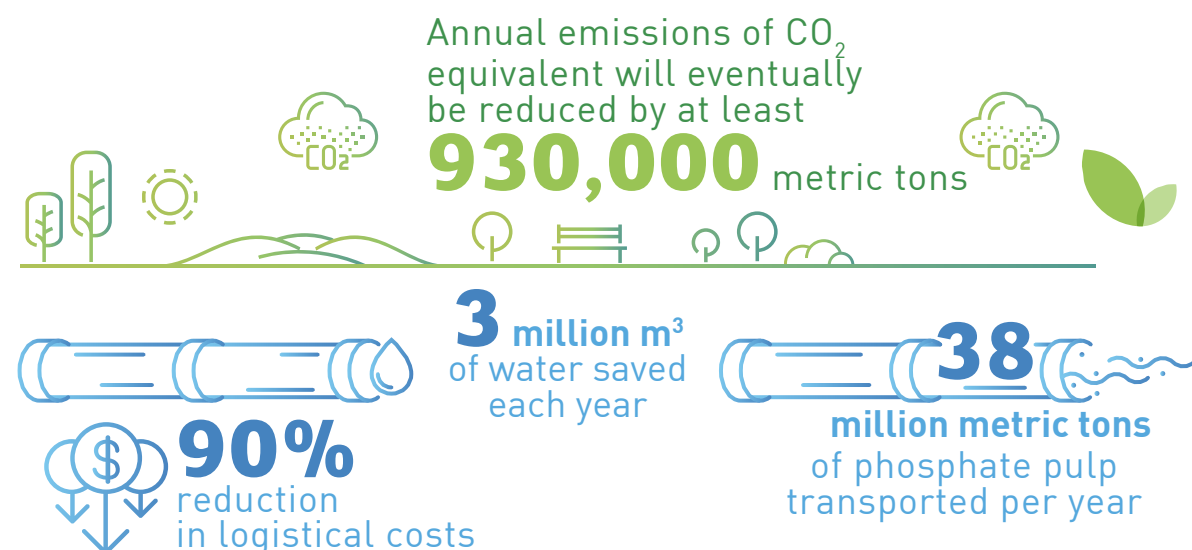 Annual emissions of CO₂
equivalent will eventually
be reduced by at least
930,000 metric tons
CO₂
CO₂
3 million m³
of water saved
each year
38
million metric tons
of phosphate pulp
transported per year
$
90%
reduction
in logistical costs